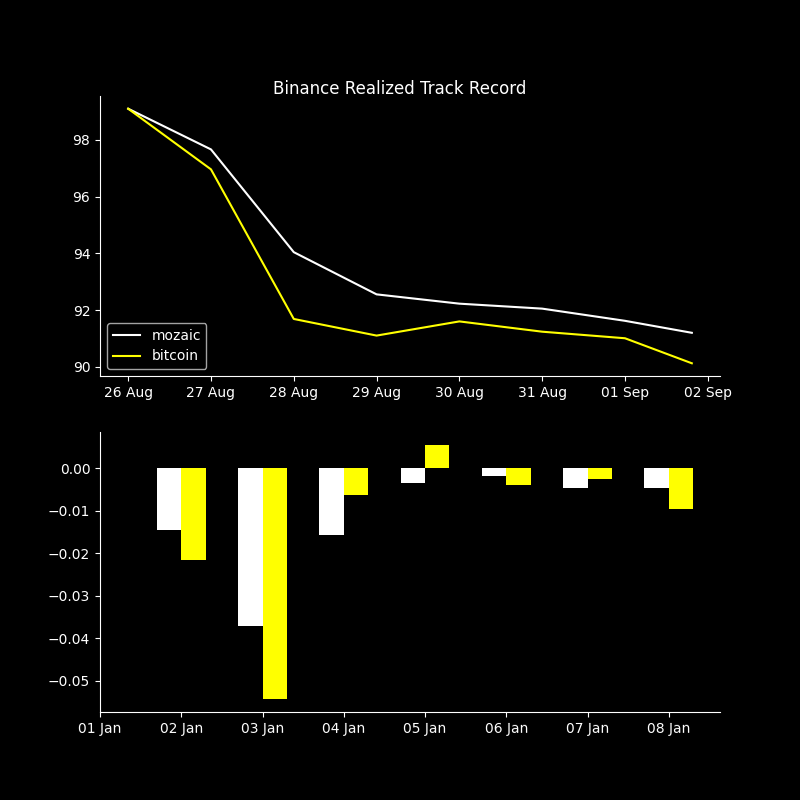 Binance Realized Track Record
98
96
94
92
90
mozaic
bitcoin
26 Aug 27 Aug 28 Aug 29 Aug 30 Aug 31 Aug 01 Sep 02 Sep
0.00
−0.01
−0.02
−0.03
−0.04
−0.05
01 Jan 02 Jan 03 Jan 04 Jan 05 Jan 06 Jan 07 Jan 08 Jan